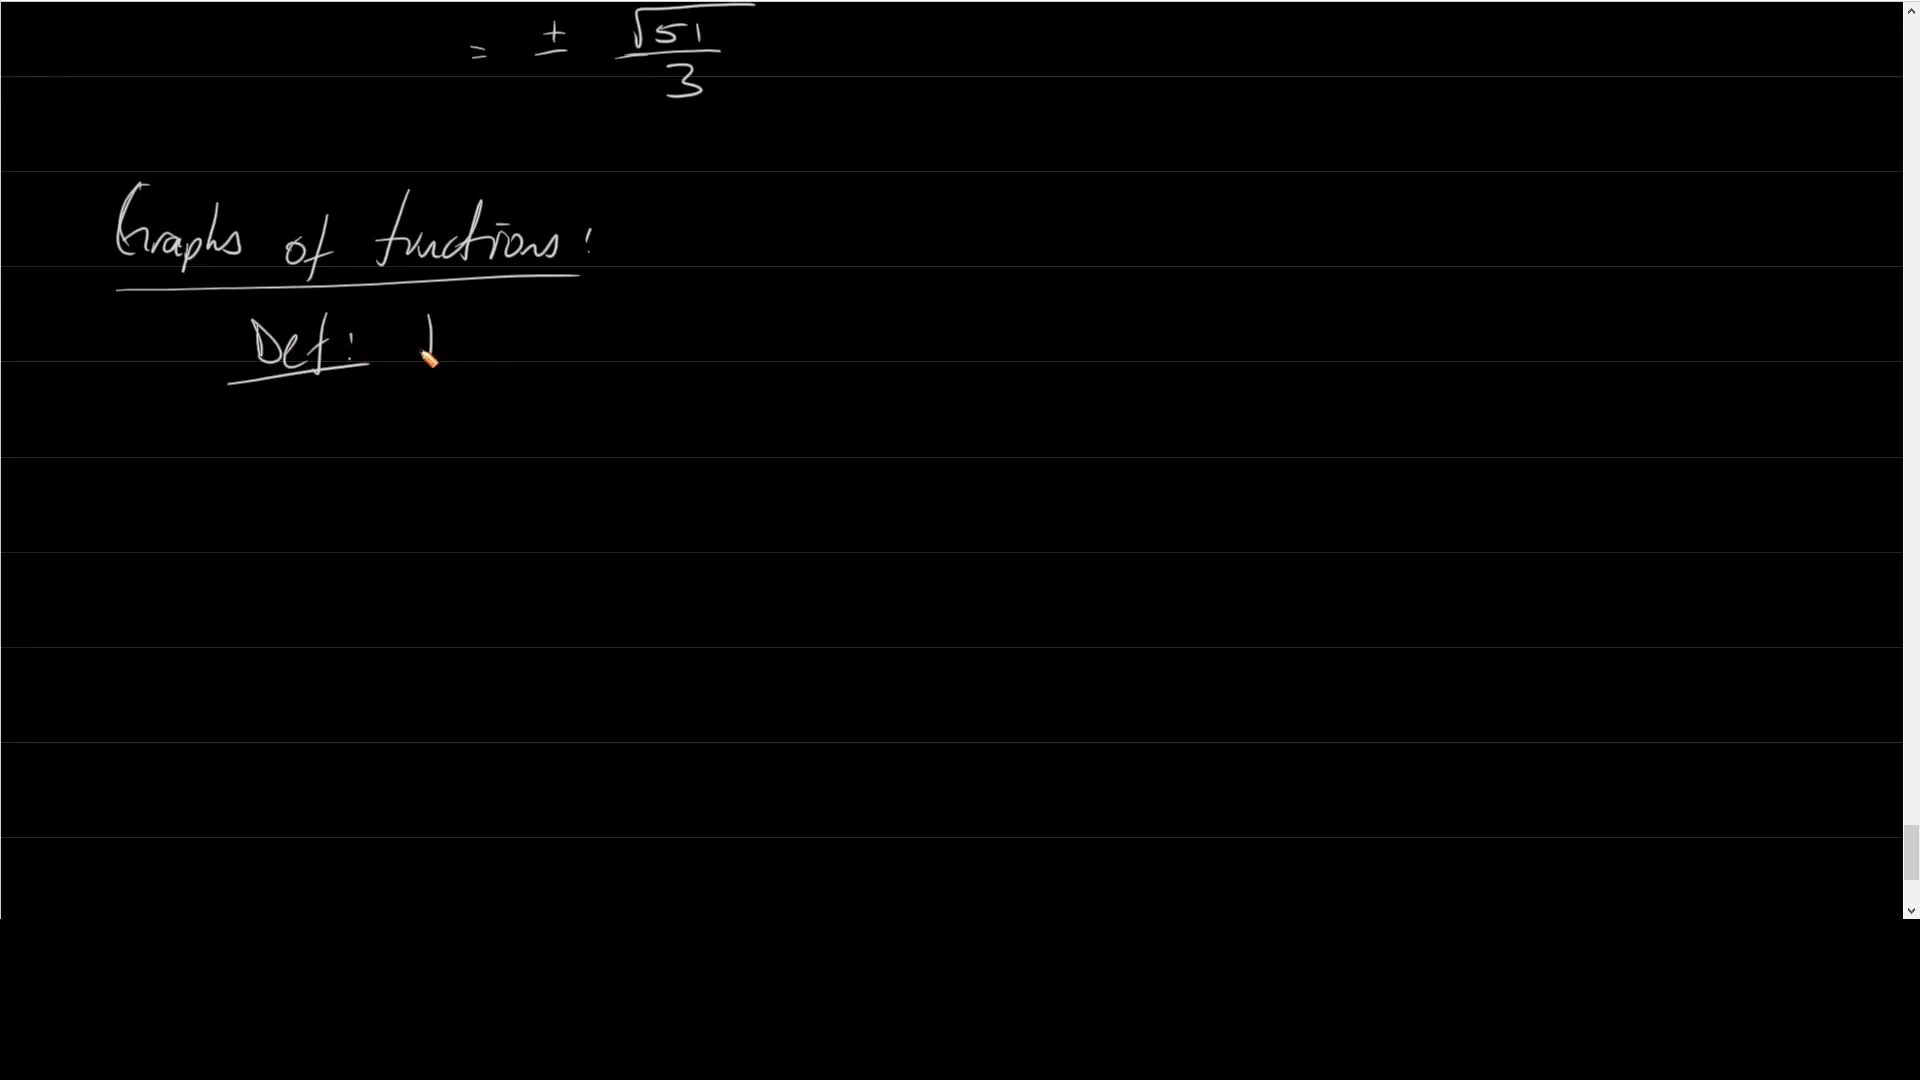 = ± √51/3
Graphs of functions:
Def: